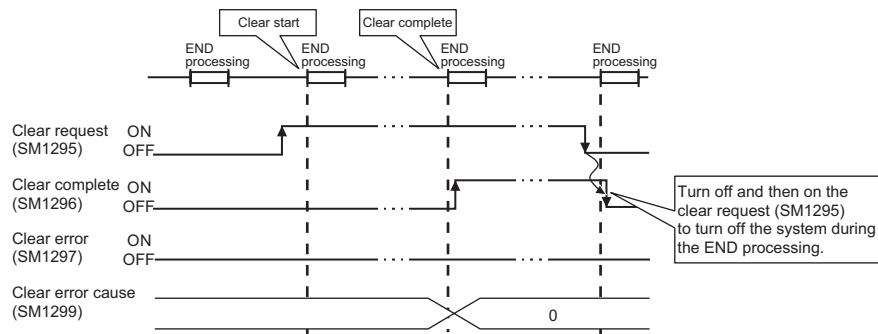 Clear start
Clear complete
END
processing
END
processing
END
processing
END
processing
Clear request
(SM1295)
ON
OFF
Clear complete
(SM1296)
ON
OFF
Turn off and then on the
clear request (SM1295)
to turn off the system during
the END processing.
Clear error
(SM1297)
ON
OFF
Clear error cause
(SM1299)
0